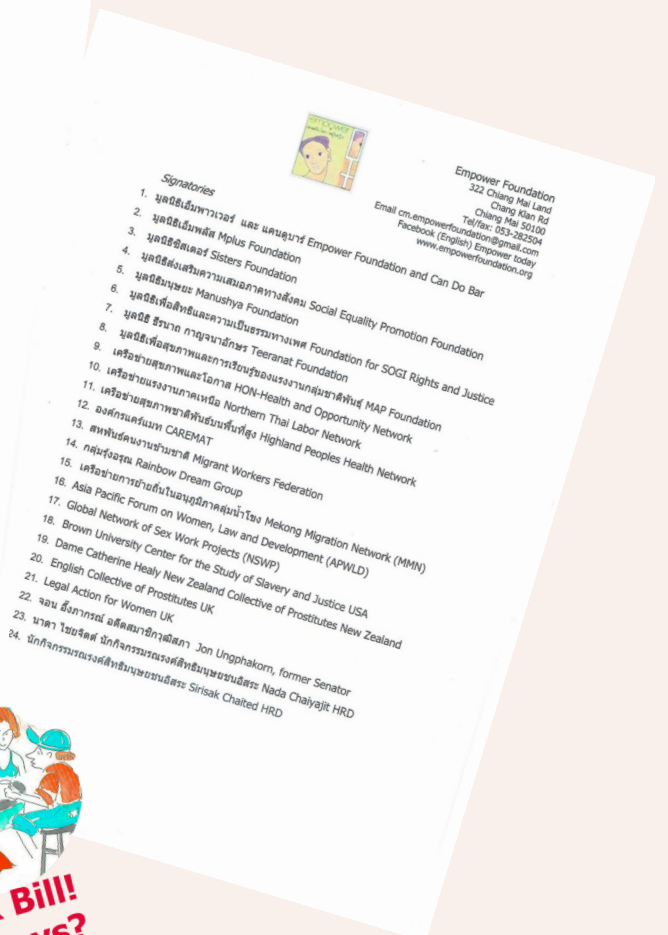 empower
Empower Foundation
322 Chiang Mai Land
Chang Klan Rd
Chiang Mai 50100
Tel/fax: 053-282504
Email cm.empowerfoundation@gmail.com
Facebook (English) Empower today
www.empowerfoundation.org
Signatories
1. มูลนิธิเอ็มพาวเวอร์ และ แคนดูบาร์ Empower Foundation and Can Do Bar
2. มูลนิธิเอ็มพลัส Mplus Foundation
3. มูลนิธิซิสเตอร์ Sisters Foundation
4. มูลนิธิส่งเสริมความเสมอภาคทางสังคม Social Equality Promotion Foundation
5. มูลนิธิมนุษยะ Manushya Foundation
6. มูลนิธิเพื่อสิทธิและความเป็นธรรมทางเพศ Foundation for SOGI Rights and Justice
7. มูลนิธิ ธีรนาถ กาญจนาอักษร Teeranat Foundation
8. มูลนิธิเพื่อสุขภาพและการเรียนรู้ของแรงงานกลุ่มชาติพันธุ์ MAP Foundation
9. เครือข่ายสุขภาพและโอกาส HON-Health and Opportunity Network
10. เครือข่ายแรงงานภาคเหนือ Northern Thai Labor Network
11. เครือข่ายสุขภาพชาติพันธ์บนพื้นที่สูง Highland Peoples Health Network
12. องค์กรแคร์แมท CAREMAT
13. สหพันธ์คนงานข้ามชาติ Migrant Workers Federation
14. กลุ่มรุ้งอรุณ Rainbow Dream Group
15. เครือข่ายการย้ายถิ่นในอนุภูมิภาคลุ่มน้ำโขง Mekong Migration Network (MMN)
16. Asia Pacific Forum on Women, Law and Development (APWLD)
17. Global Network of Sex Work Projects (NSWP)
18. Brown University Center for the Study of Slavery and Justice USA
19. Dame Catherine Healy New Zealand Collective of Prostitutes New Zealand
20. English Collective of Prostitutes UK
21. Legal Action for Women UK
22. จอน อึ๊งภากรณ์ อดีตสมาชิกวุฒิสภา Jon Ungphakorn, former Senator
23. นาดา ไชยจิตต์ นักกิจกรรมรณรงค์สิทธิมนุษยชนอิสระ Nada Chaiyajit HRD
24. นักกิจกรรมรณรงค์สิทธิมนุษยชนอิสระ Sirisak Chaited HRD
Bill!